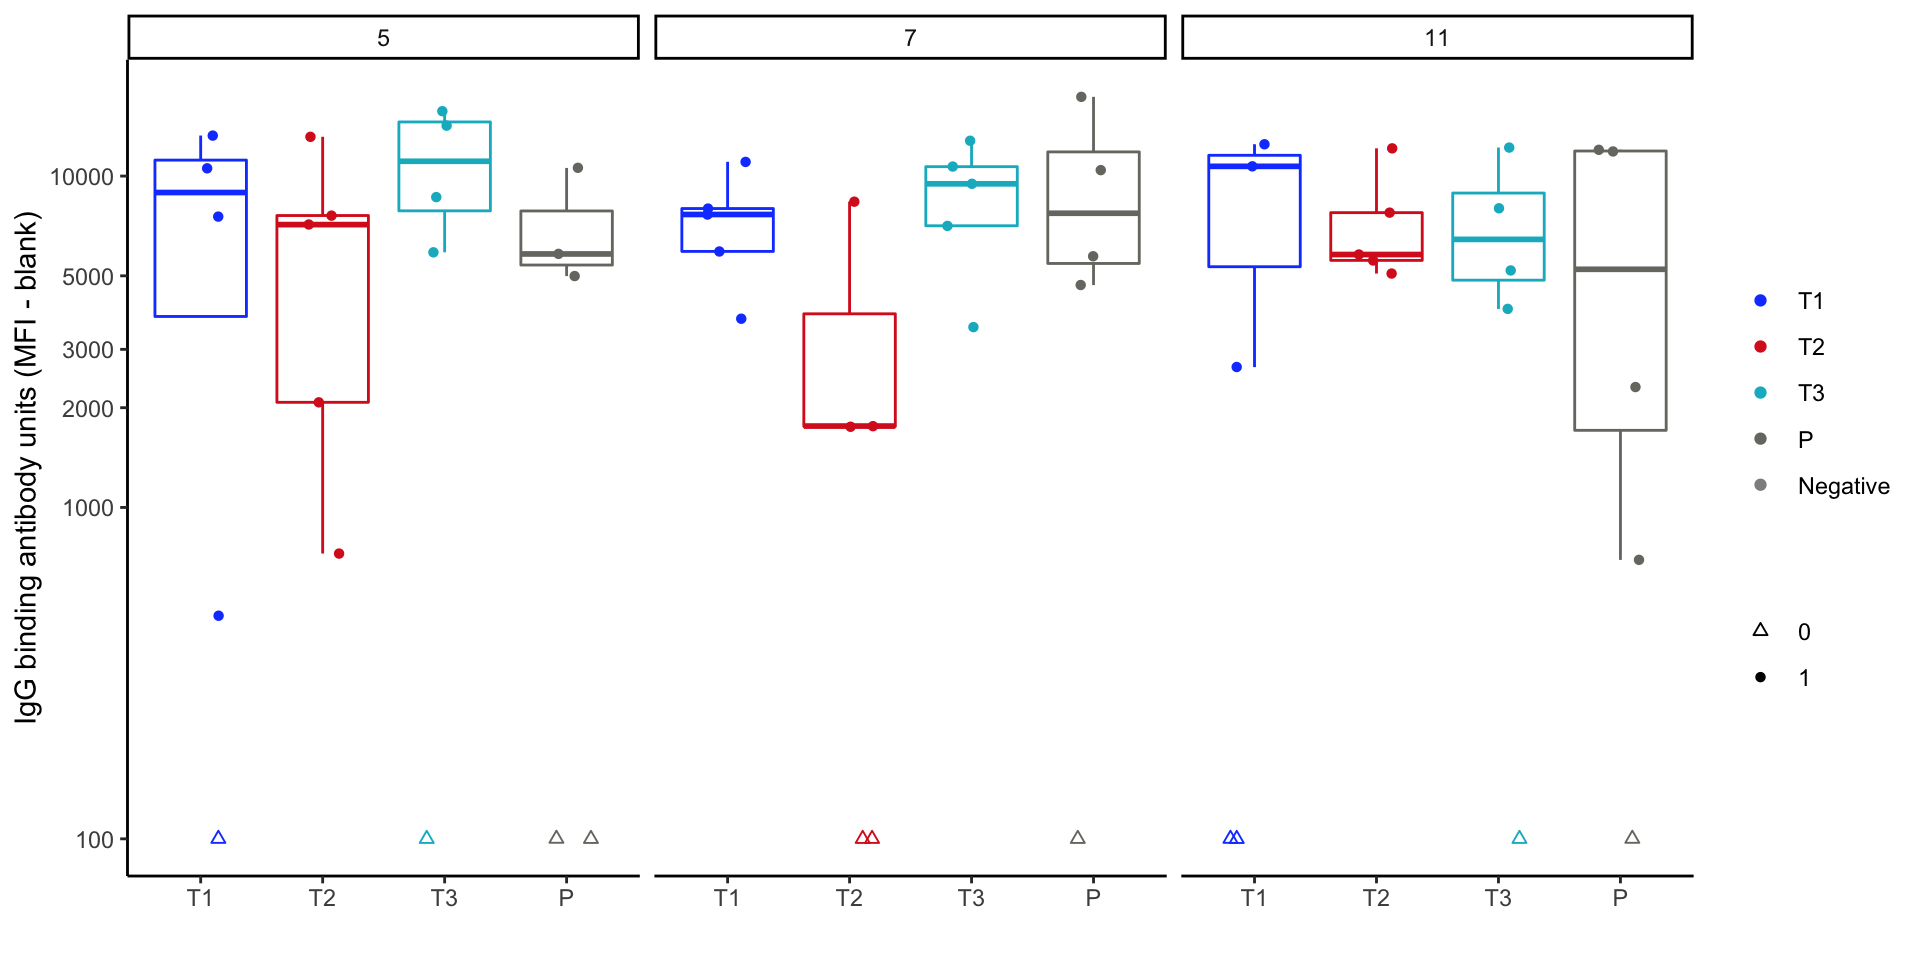 5 7 11
IgG binding antibody units (MFI - blank)
10000
5000
3000
2000
1000
100
T1 T2 T3 P T1 T2 T3 P T1 T2 T3 P
T1
T2
T3
P
Negative
0
1